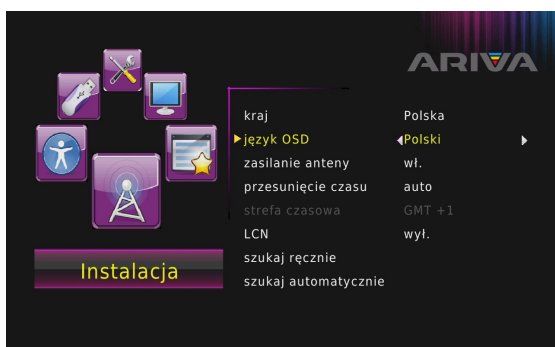 ARIVA
kraj Polska
język OSD Polski
zasilanie anteny wł.
przesunięcie czasu auto
strefa czasowa GMT +1
LCN wył.
szukaj ręcznie
szukaj automatycznie
Instalacja